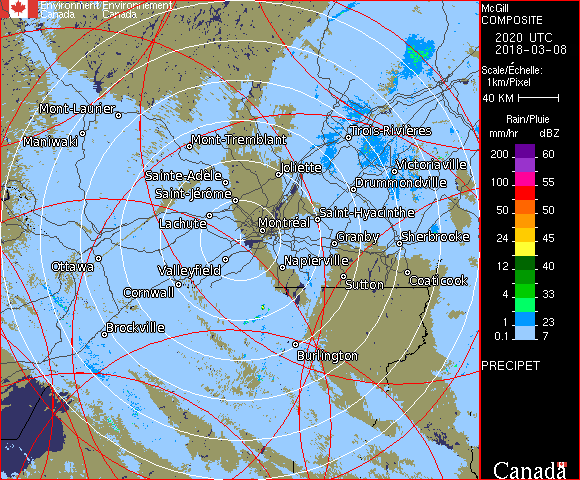 Environment Environnement
Canada Canada
McGill
COMPOSITE
2020 UTC
2018-03-08
Scale/Échelle:
1km/Pixel
40 KM
Rain/Pluie
mm/hr dBZ
200 60
100 55
50 50
24 45
12 40
4 33
1 23
0.1 7
PRECIPET
Canada
Mont-Laurier
Maniwaki
Mont-Tremblant
Trois-Rivières
Joliette
Victoriaville
Sainte-Adèle
Drummondville
Saint-Jérôme
Saint-Hyacinthe
Lachute
Montréal
Granby
Sherbrooke
Ottawa
Valleyfield
Napierville
Sutton
Coaticook
Cornwall
Brockville
Burlington